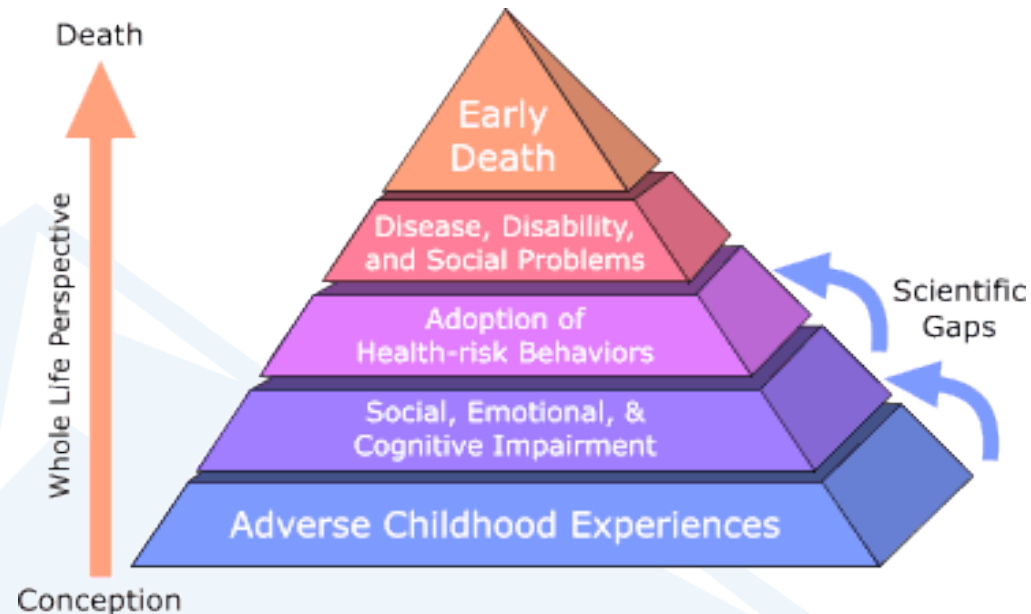 Death
Early
Death
Disease, Disability,
and Social Problems
Adoption of
Health-risk Behaviors
Social, Emotional, &
Cognitive Impairment
Adverse Childhood Experiences
Scientific
Gaps
Whole Life Perspective
Conception